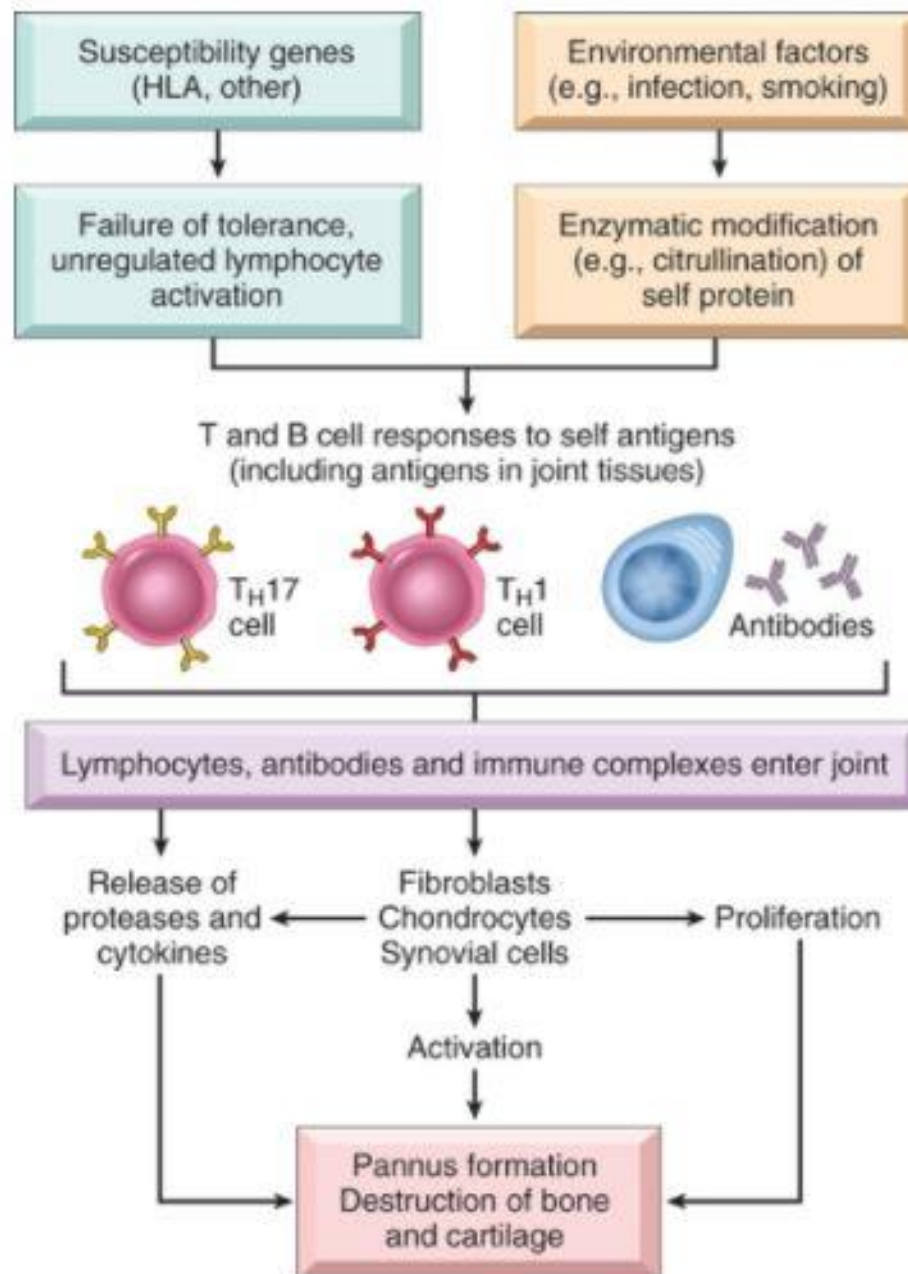 Susceptibility genes
(HLA, other)
Environmental factors
(e.g., infection, smoking)
Failure of tolerance,
unregulated lymphocyte
activation
Enzymatic modification
(e.g., citrullination) of
self protein
T and B cell responses to self antigens
(including antigens in joint tissues)
TH17
cell
TH1
cell
Antibodies
Lymphocytes, antibodies and immune complexes enter joint
Release of
proteases and
cytokines
Fibroblasts
Chondrocytes
Synovial cells
Proliferation
Activation
Pannus formation
Destruction of bone
and cartilage